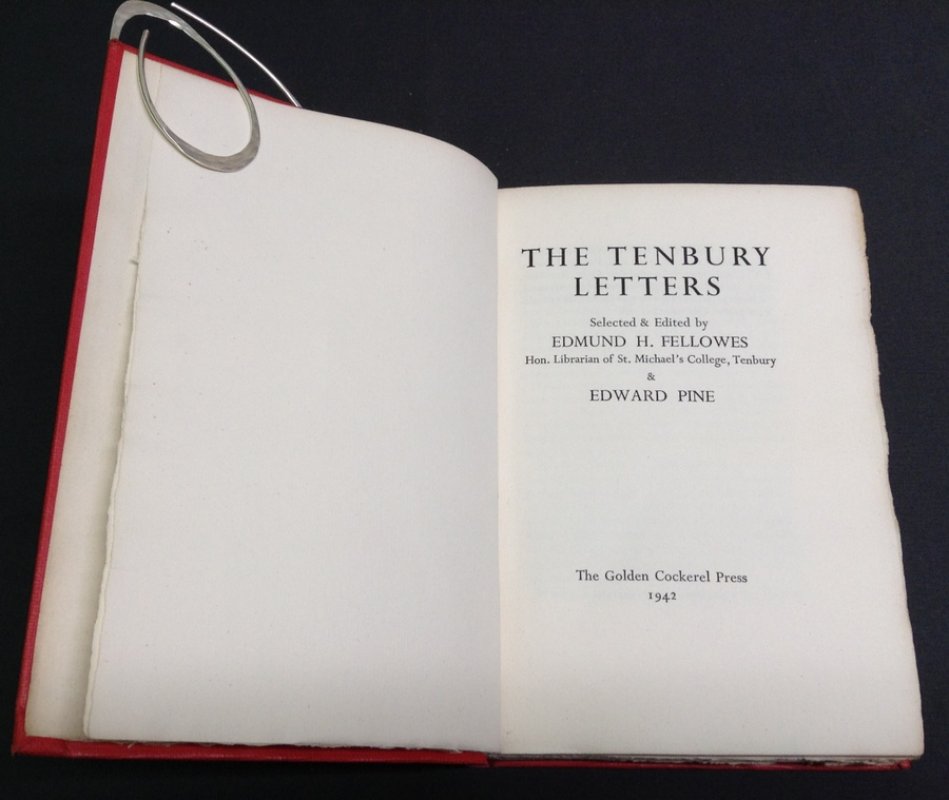 THE TENBURY
LETTERS
Selected & Edited by
EDMUND H. FELLOWES
Hon. Librarian of St. Michael's College, Tenbury
&
EDWARD PINE
The Golden Cockerel Press
1942